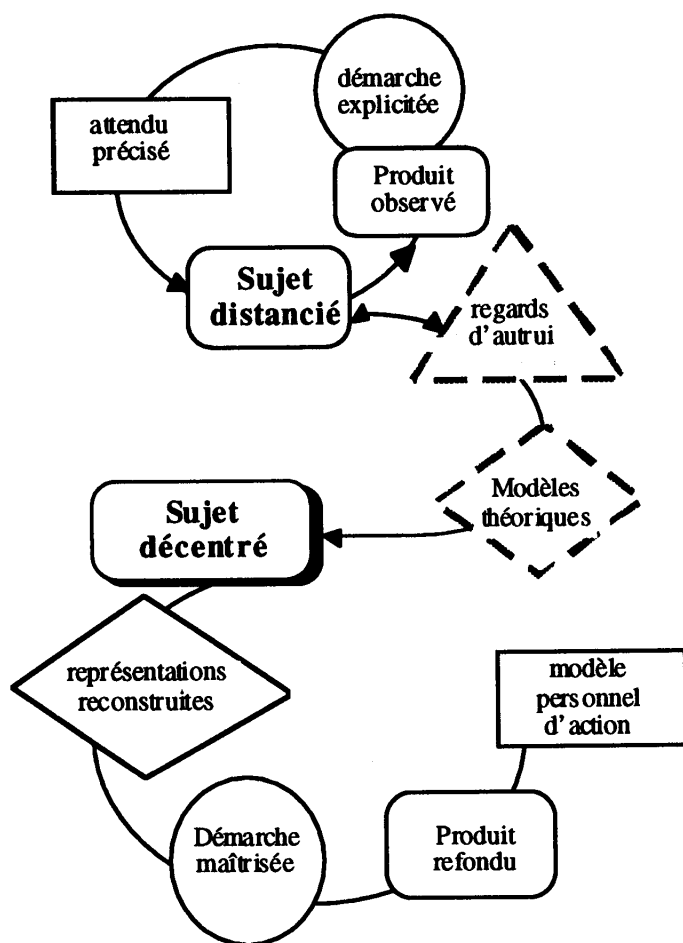 démarche
explicitée
attendu
précisé
Produit
observé
Sujet
distancié
regards
d'autrui
Modèles
théoriques
Sujet
décentré
représentations
reconstruites
modèle
personnel
d'action
Démarche
maîtrisée
Produit
refondu